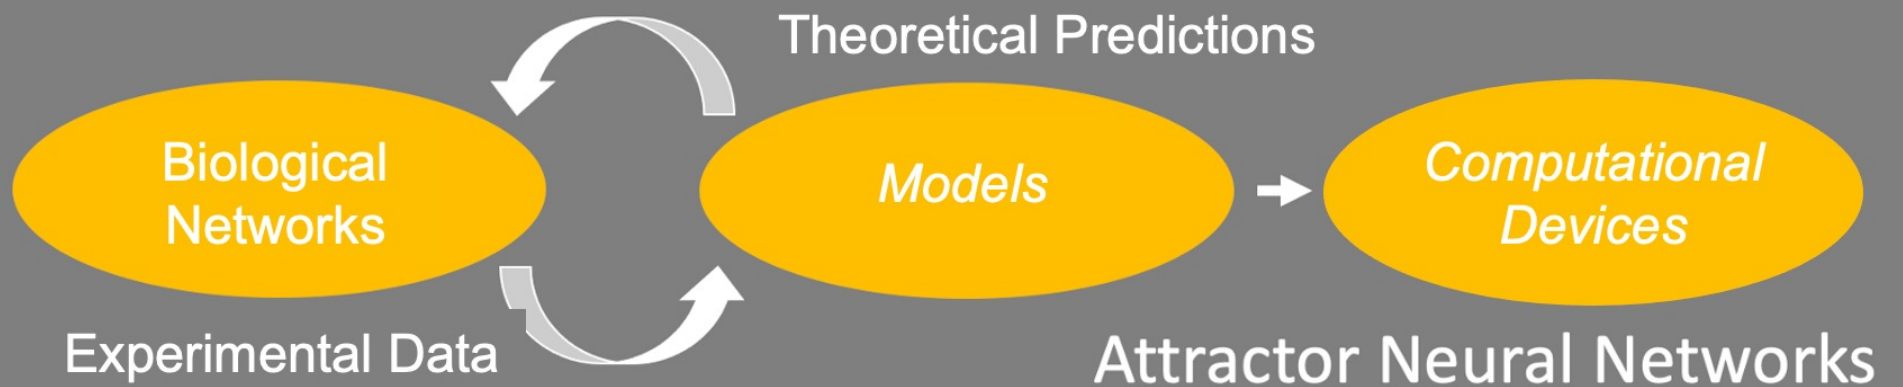 Theoretical Predictions
Biological
Networks
Models
Computational
Devices
Experimental Data
Attractor Neural Networks